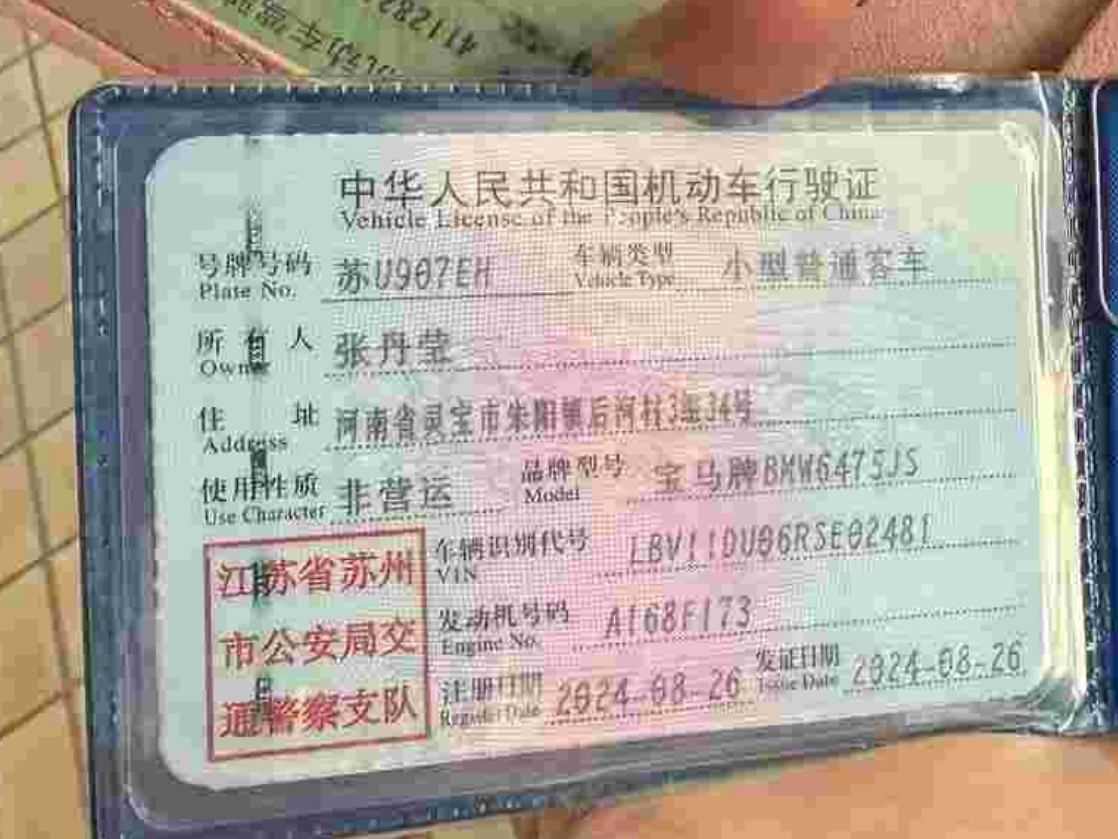 中华人民共和国机动车行驶证
Vehicle License of the People's Republic of China
号牌号码 苏U907EH 车辆类型 小型普通客车
Plate No. Vehicle Type
所有人 张丹莹
Owner
住址 河南省灵宝市朱阳镇后河村3组34号
Address
使用性质 非营运 品牌型号 宝马牌BMW6475JS
Use Character Model
车辆识别代号 LBV11DU06RSE02481
VIN
发动机号码 A168F173
Engine No.
注册日期 2024-08-26 发证日期 2024-08-26
Register Date Issue Date
江苏省苏州
市公安局交
通警察支队